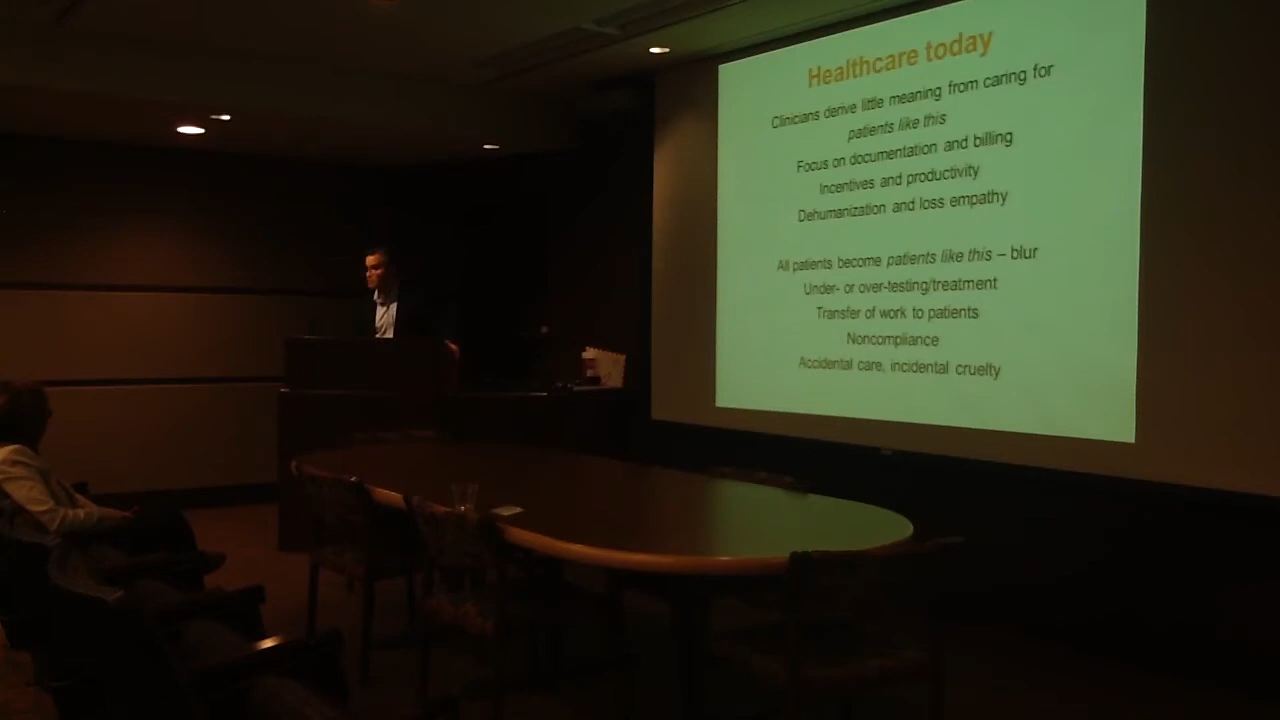 Healthcare today
Clinicians derive little meaning from caring for
patients like this
Focus on documentation and billing
Incentives and productivity
Dehumanization and loss empathy
All patients become patients like this – blur
Under- or over-testing/treatment
Transfer of work to patients
Noncompliance
Accidental care, incidental cruelty